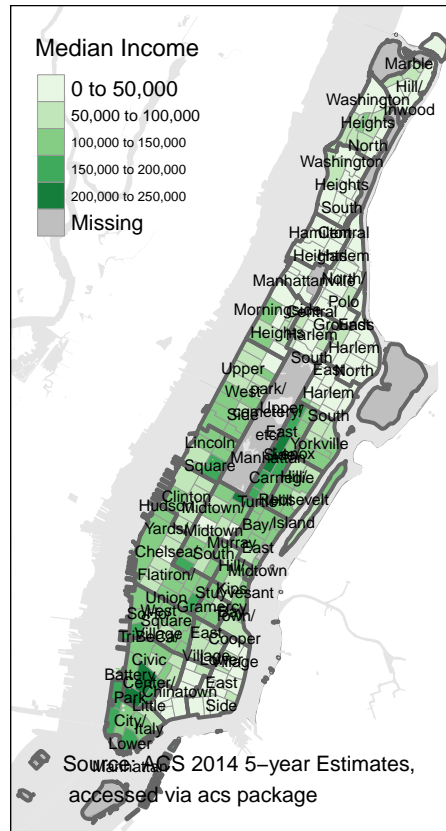 Median Income
0 to 50,000
50,000 to 100,000
100,000 to 150,000
150,000 to 200,000
200,000 to 250,000
Missing
Marble
Hill/
Inwood
Washington
Heights
North
Washington
Heights
South
Hamilton
Heights
Central
Harlem
North/
Polo
Grounds
Manhattanville
Morningside
Heights
Central
Harlem
South
East
Harlem
North
East
Harlem
South
Upper
West
Side
park/
cemetery/
etc/
Manhattan
Upper
East
Side
Yorkville
Lenox
Hill/
Roosevelt
Island
Carnegie
Lincoln
Square
Clinton
Hudson
Yards/
Chelsea/
Flatiron/
Union
Square
Midtown/
Midtown
South
Turtle
Bay/
East
Midtown
Murray
Hill/
Kips
Bay
Stuyvesant
Town/
Cooper
Village
Gramercy
West
Village
East
Village
SoHo/
TriBeCa/
Civic
Center/
Little
Italy
Battery
Park
City/
Lower
Manhattan
Chinatown
East
Side
Source: ACS 2014 5−year Estimates,
accessed via acs package